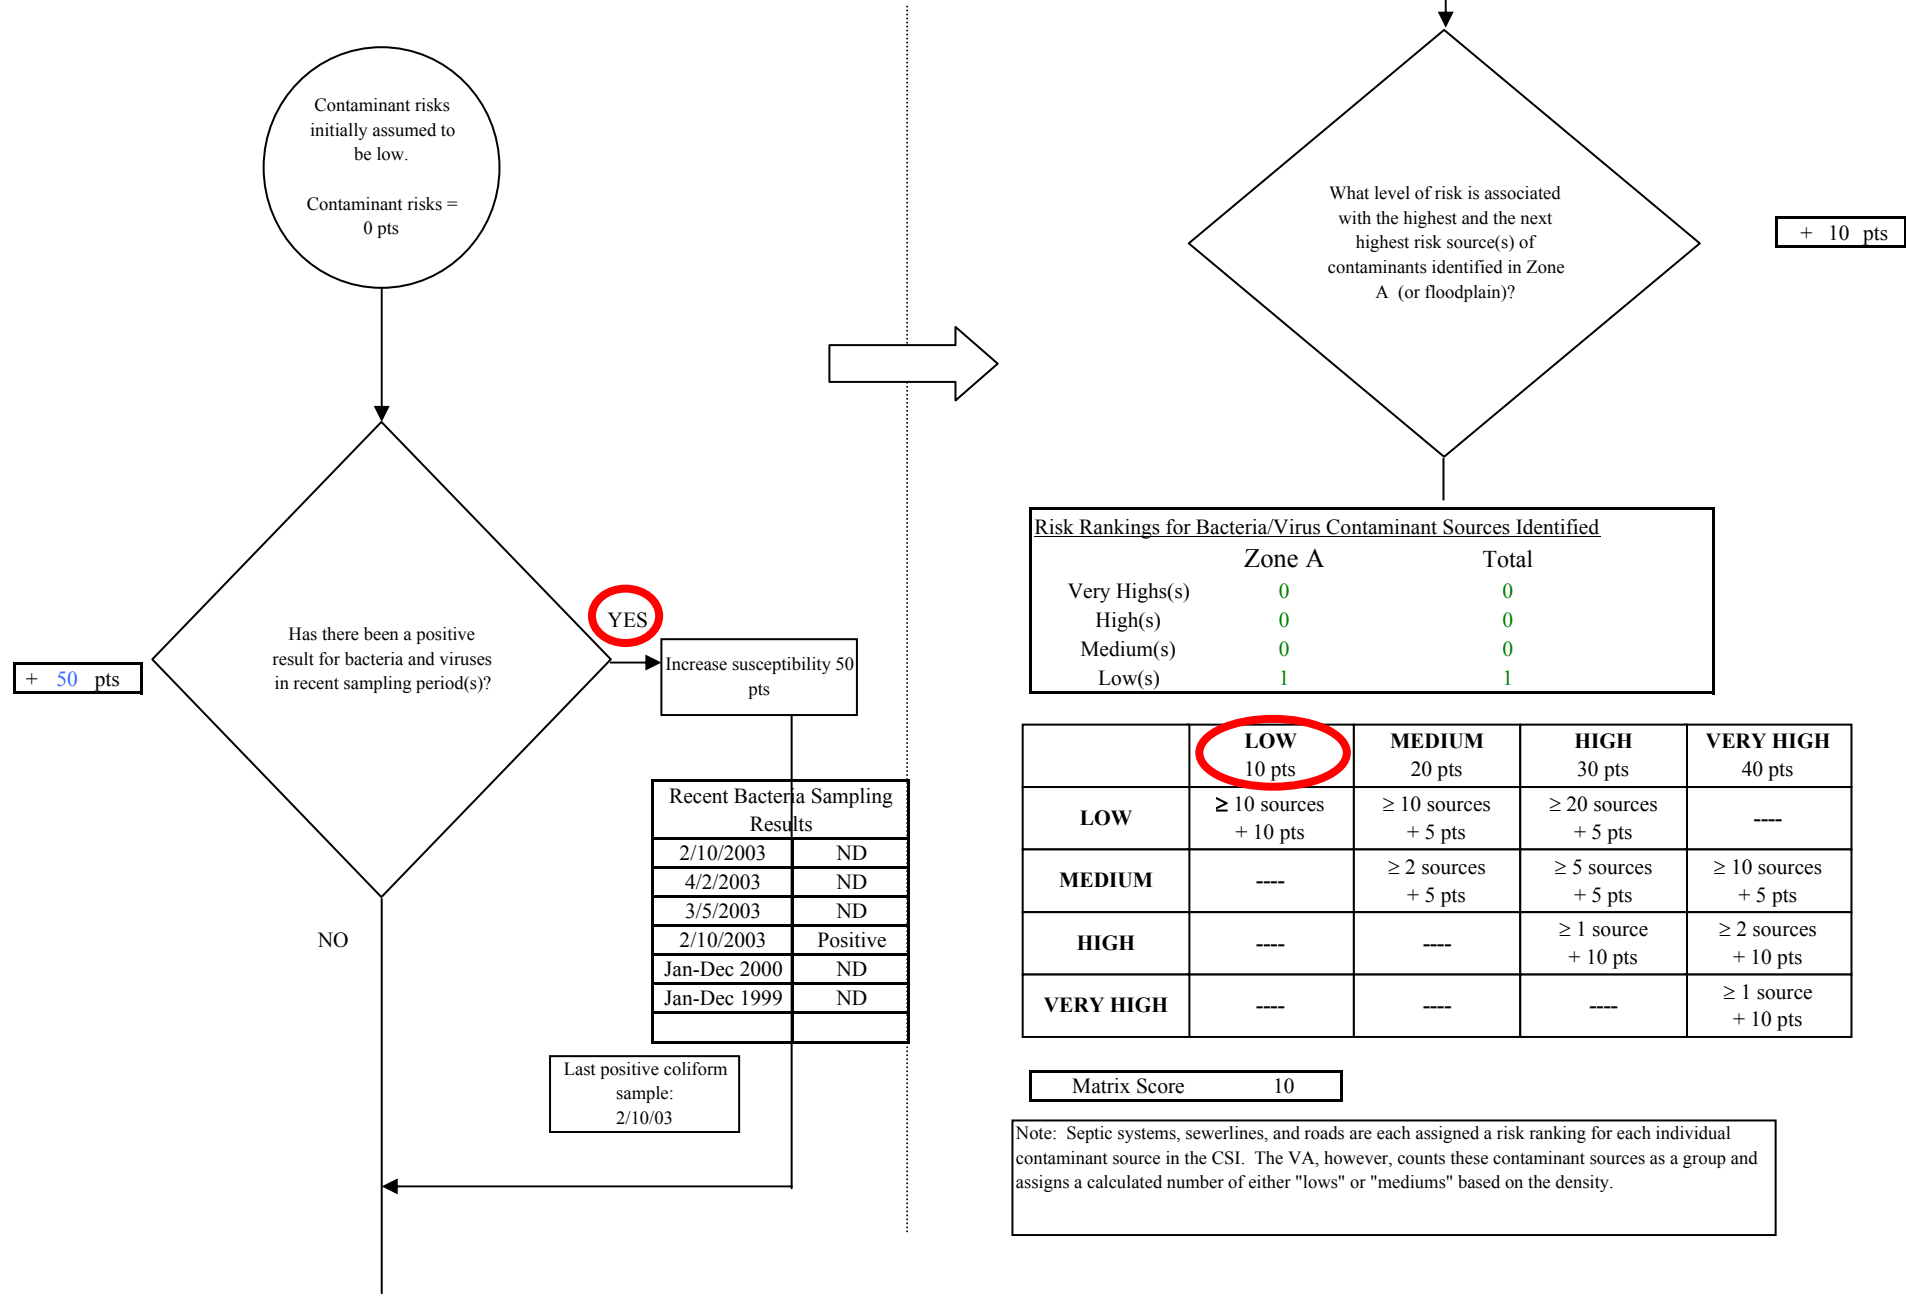 Contaminant risks
initially assumed to
be low.
Contaminant risks =
0 pts
Has there been a positive
result for bacteria and viruses
in recent sampling period(s)?
+ 50 pts
YES
Increase susceptibility 50
pts
Recent Bacteria Sampling
Results
2/10/2003 ND
4/2/2003 ND
3/5/2003 ND
2/10/2003 Positive
Jan-Dec 2000 ND
Jan-Dec 1999 ND
NO
Last positive coliform
sample:
2/10/03
What level of risk is associated
with the highest and the next
highest risk source(s) of
contaminants identified in Zone
A (or floodplain)?
+ 10 pts
Risk Rankings for Bacteria/Virus Contaminant Sources Identified
Zone A Total
Very Highs(s) 0 0
High(s) 0 0
Medium(s) 0 0
Low(s) 1 1
LOW MEDIUM HIGH VERY HIGH
10 pts 20 pts 30 pts 40 pts
LOW ≥ 10 sources ≥ 10 sources ≥ 20 sources ----
+ 10 pts + 5 pts + 5 pts
MEDIUM ---- ≥ 2 sources ≥ 5 sources ≥ 10 sources
+ 5 pts + 5 pts + 5 pts
HIGH ---- ---- ≥ 1 source ≥ 2 sources
+ 10 pts + 10 pts
VERY HIGH ---- ---- ---- ≥ 1 source
+ 10 pts
Matrix Score 10
Note: Septic systems, sewerlines, and roads are each assigned a risk ranking for each individual
contaminant source in the CSI. The VA, however, counts these contaminant sources as a group and
assigns a calculated number of either "lows" or "mediums" based on the density.